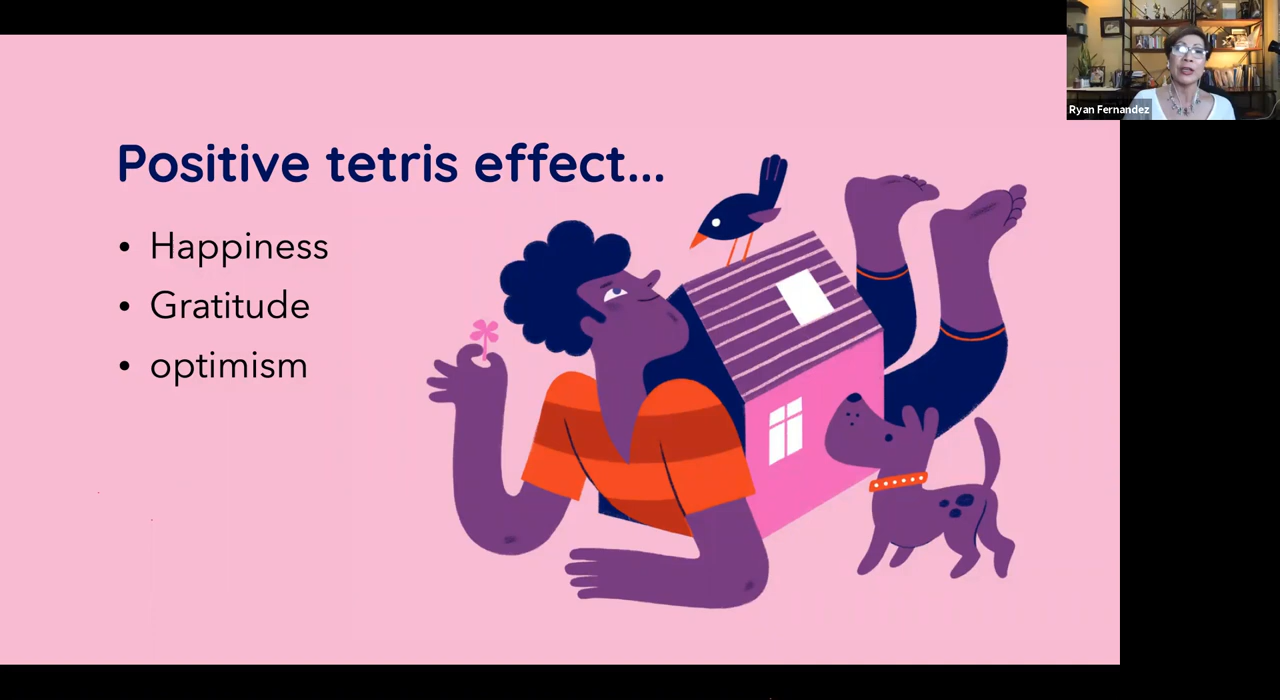 Positive tetris effect...
• Happiness
• Gratitude
• optimism
Ryan Fernandez